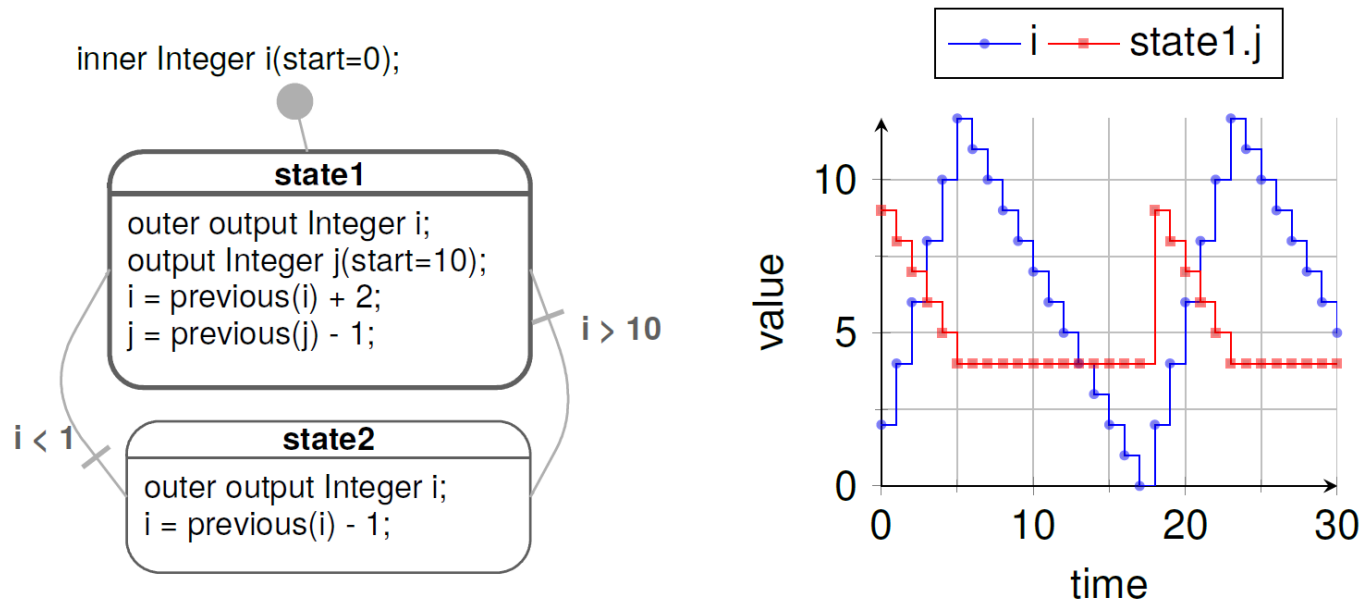 inner Integer i(start=0);
state1
outer output Integer i;
output Integer j(start=10);
i = previous(i) + 2;
j = previous(j) - 1;
i > 10
i < 1
state2
outer output Integer i;
i = previous(i) - 1;
i state1.j
10
5
0
value
0 10 20 30
time